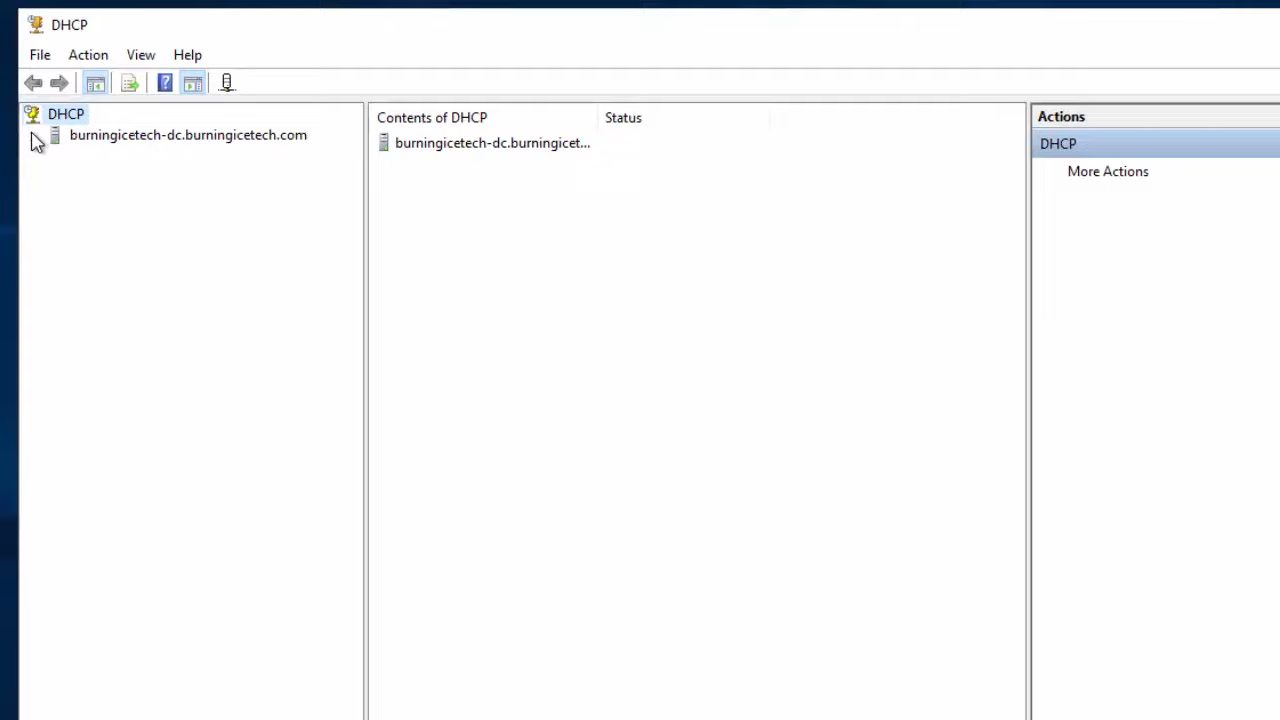 DHCP
File Action View Help
DHCP
burningicetech-dc.burningicetech.com
Contents of DHCP Status
burningicetech-dc.burningicet...
Actions
DHCP
More Actions